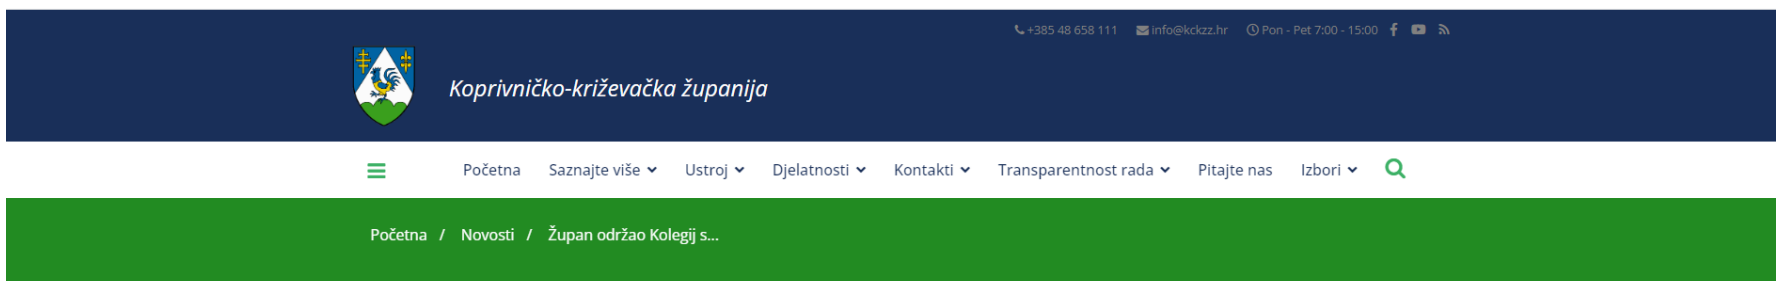 +385 48 658 111 info@kckzz.hr Pon - Pet 7:00 - 15:00
Koprivničko-križevačka županija
Početna Saznajte više Ustroj Djelatnosti Kontakti Transparentnost rada Pitajte nas Izbori
Početna / Novosti / Župan održao Kolegij s...